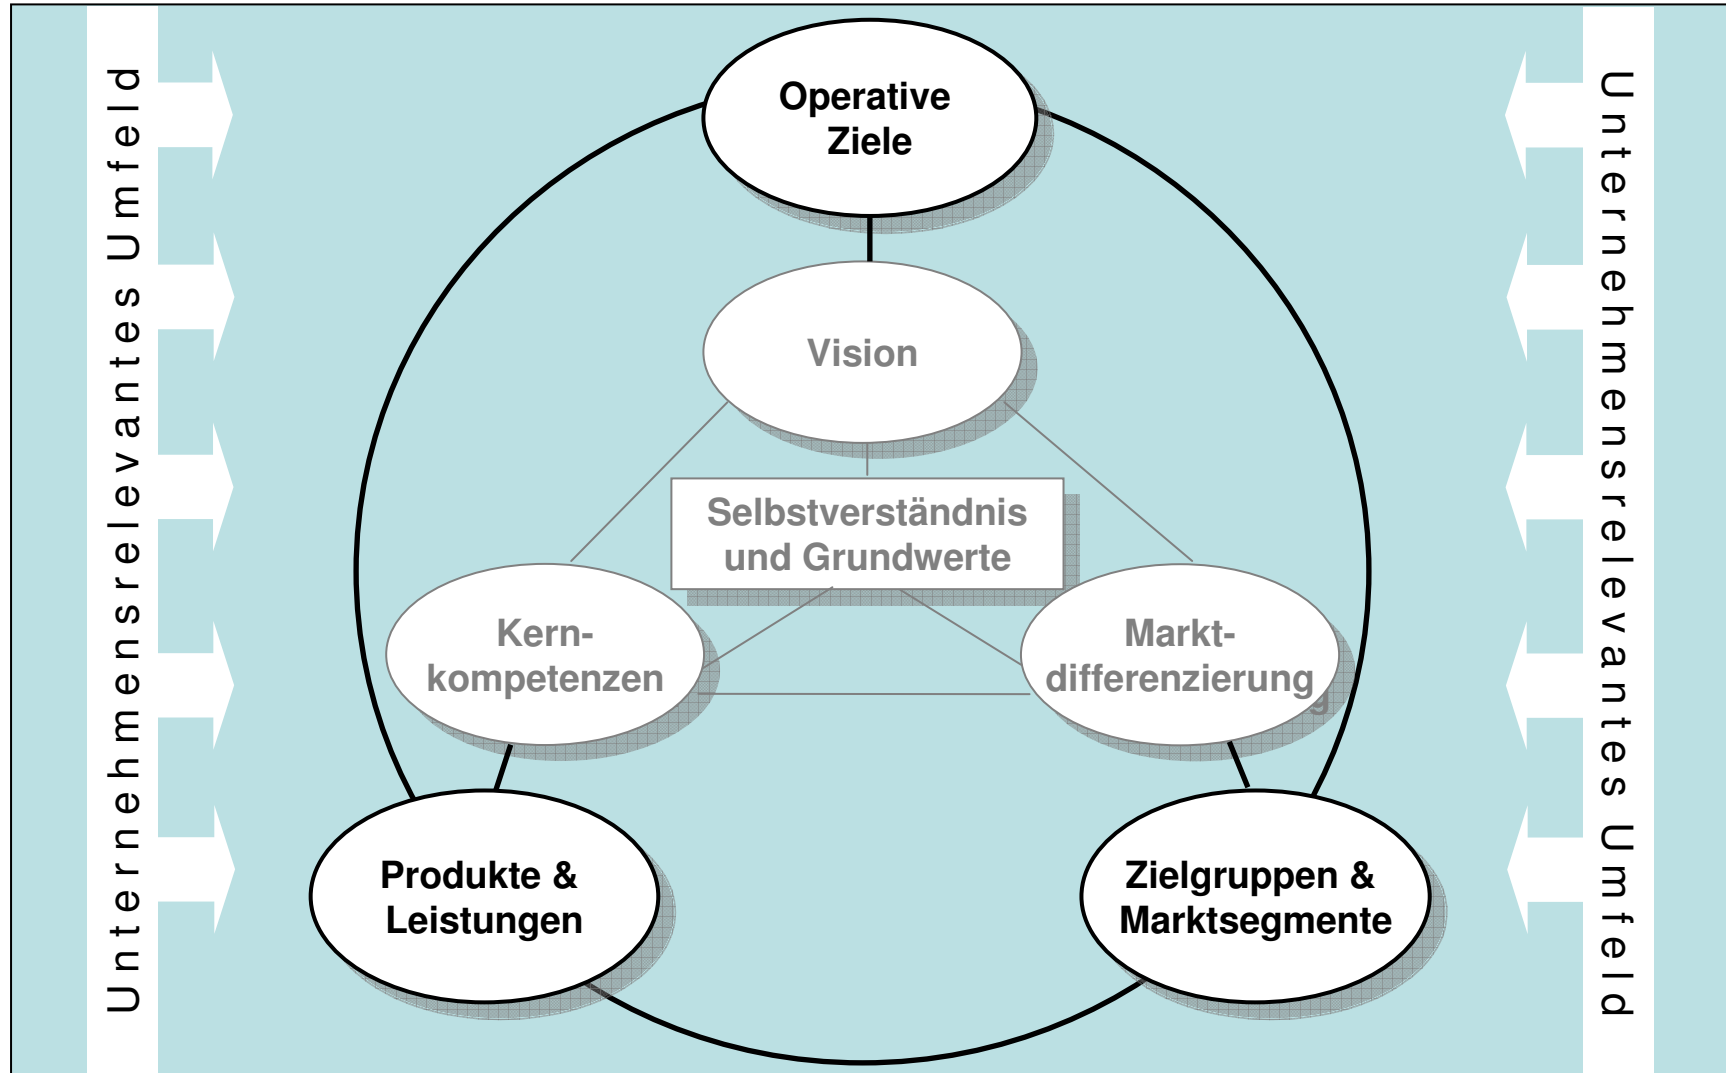 Unternehmensrelevantes Umfeld
Operative
Ziele
Vision
Selbstverständnis
und Grundwerte
Kern-
kompetenzen
Markt-
differenzierung
Produkte &
Leistungen
Zielgruppen &
Marktsegmente
Unternehmensrelevantes Umfeld